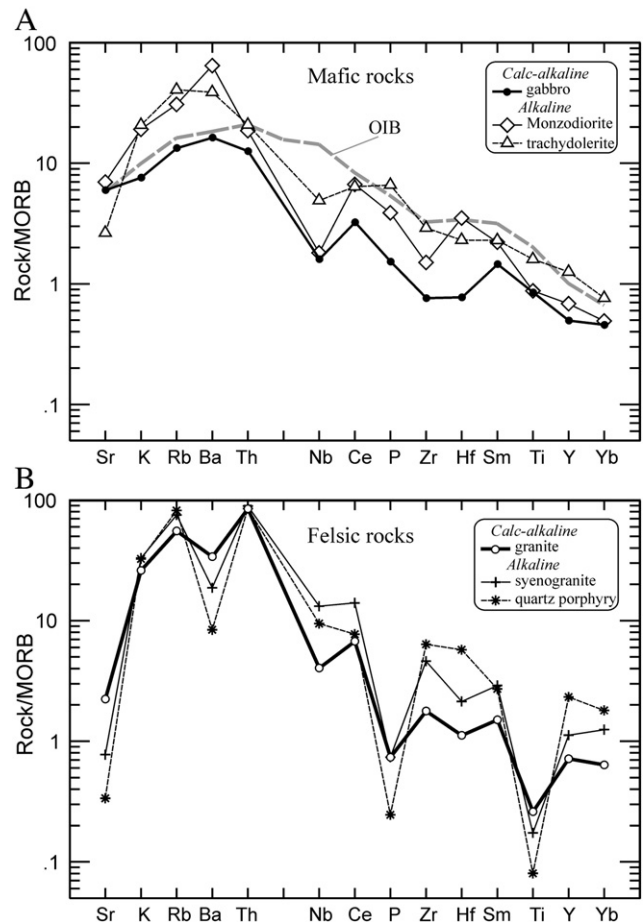 A
100
10
1
.1
Rock/MORB
Mafic rocks
OIB
Calc-alkaline
gabbro
Alkaline
Monzodiorite
trachydolerite
Sr K Rb Ba Th Nb Ce P Zr Hf Sm Ti Y Yb
B
100
10
1
.1
Rock/MORB
Felsic rocks
Calc-alkaline
granite
Alkaline
syenogranite
quartz porphyry
Sr K Rb Ba Th Nb Ce P Zr Hf Sm Ti Y Yb